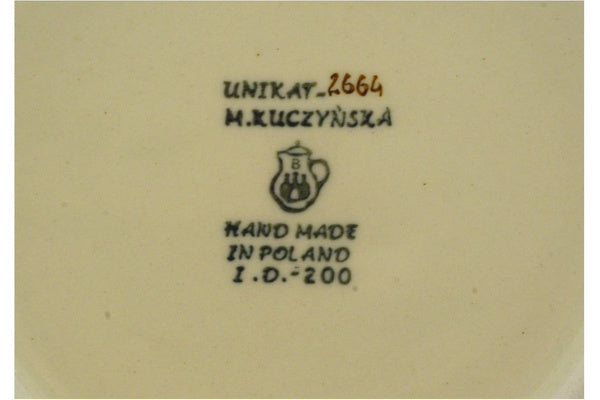 UNIKAT-2664
M.KUCZYŃSKA
B
HAND MADE
IN POLAND
I.D.-200